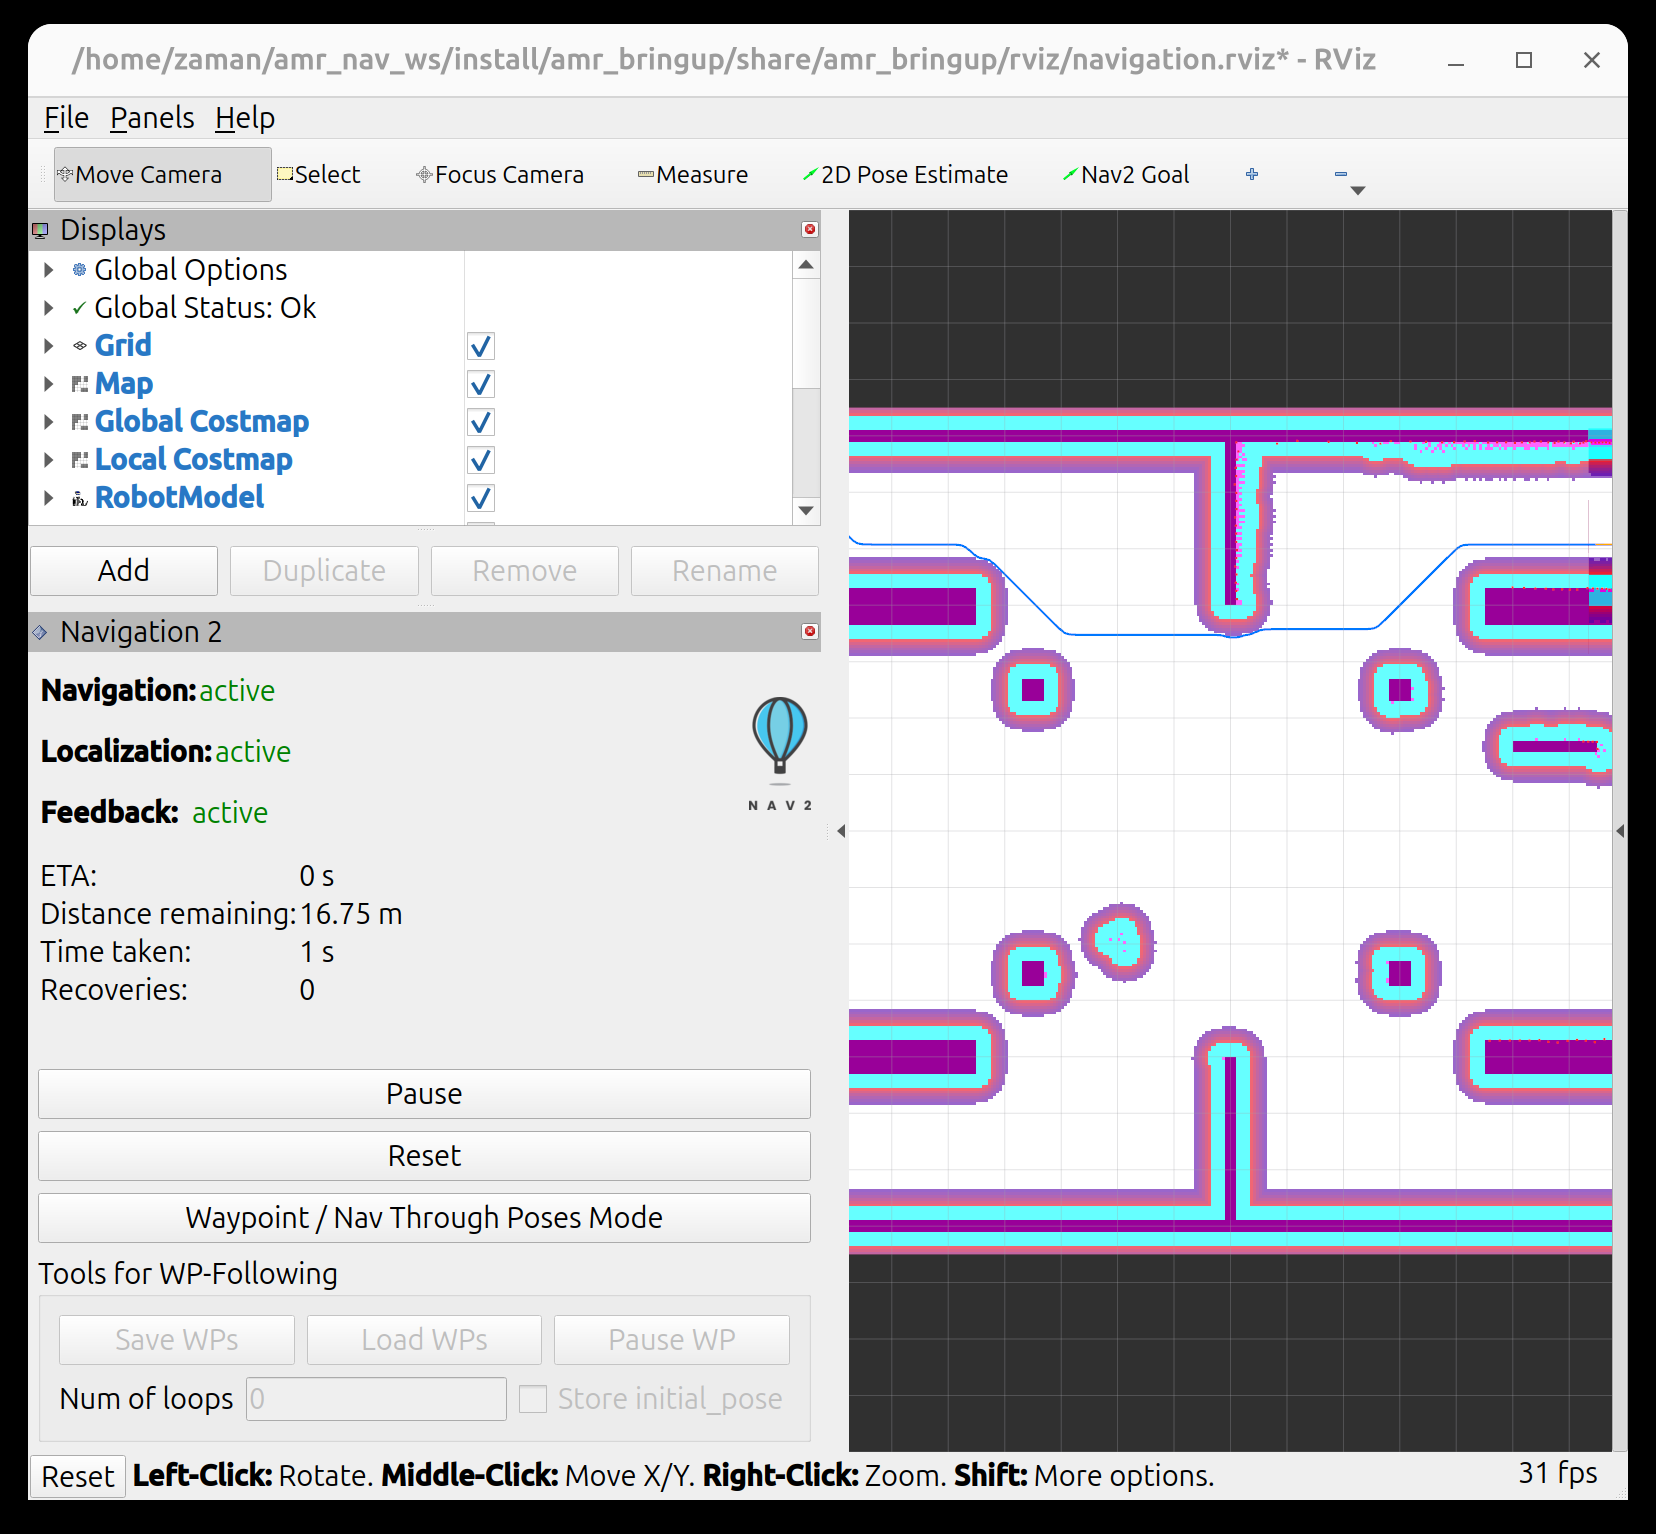 /home/zaman/amr_nav_ws/install/amr_bringup/share/amr_bringup/rviz/navigation.rviz* - RViz
File Panels Help
Move Camera Select Focus Camera Measure 2D Pose Estimate Nav2 Goal
Displays
Global Options
Global Status: Ok
Grid
Map
Global Costmap
Local Costmap
RobotModel
Add Duplicate Remove Rename
Navigation 2
Navigation: active
Localization: active
Feedback: active
NAV2
ETA: 0 s
Distance remaining: 16.75 m
Time taken: 1 s
Recoveries: 0
Pause
Reset
Waypoint / Nav Through Poses Mode
Tools for WP-Following
Save WPs Load WPs Pause WP
Num of loops 0 Store initial_pose
Reset Left-Click: Rotate. Middle-Click: Move X/Y. Right-Click: Zoom. Shift: More options. 31 fps